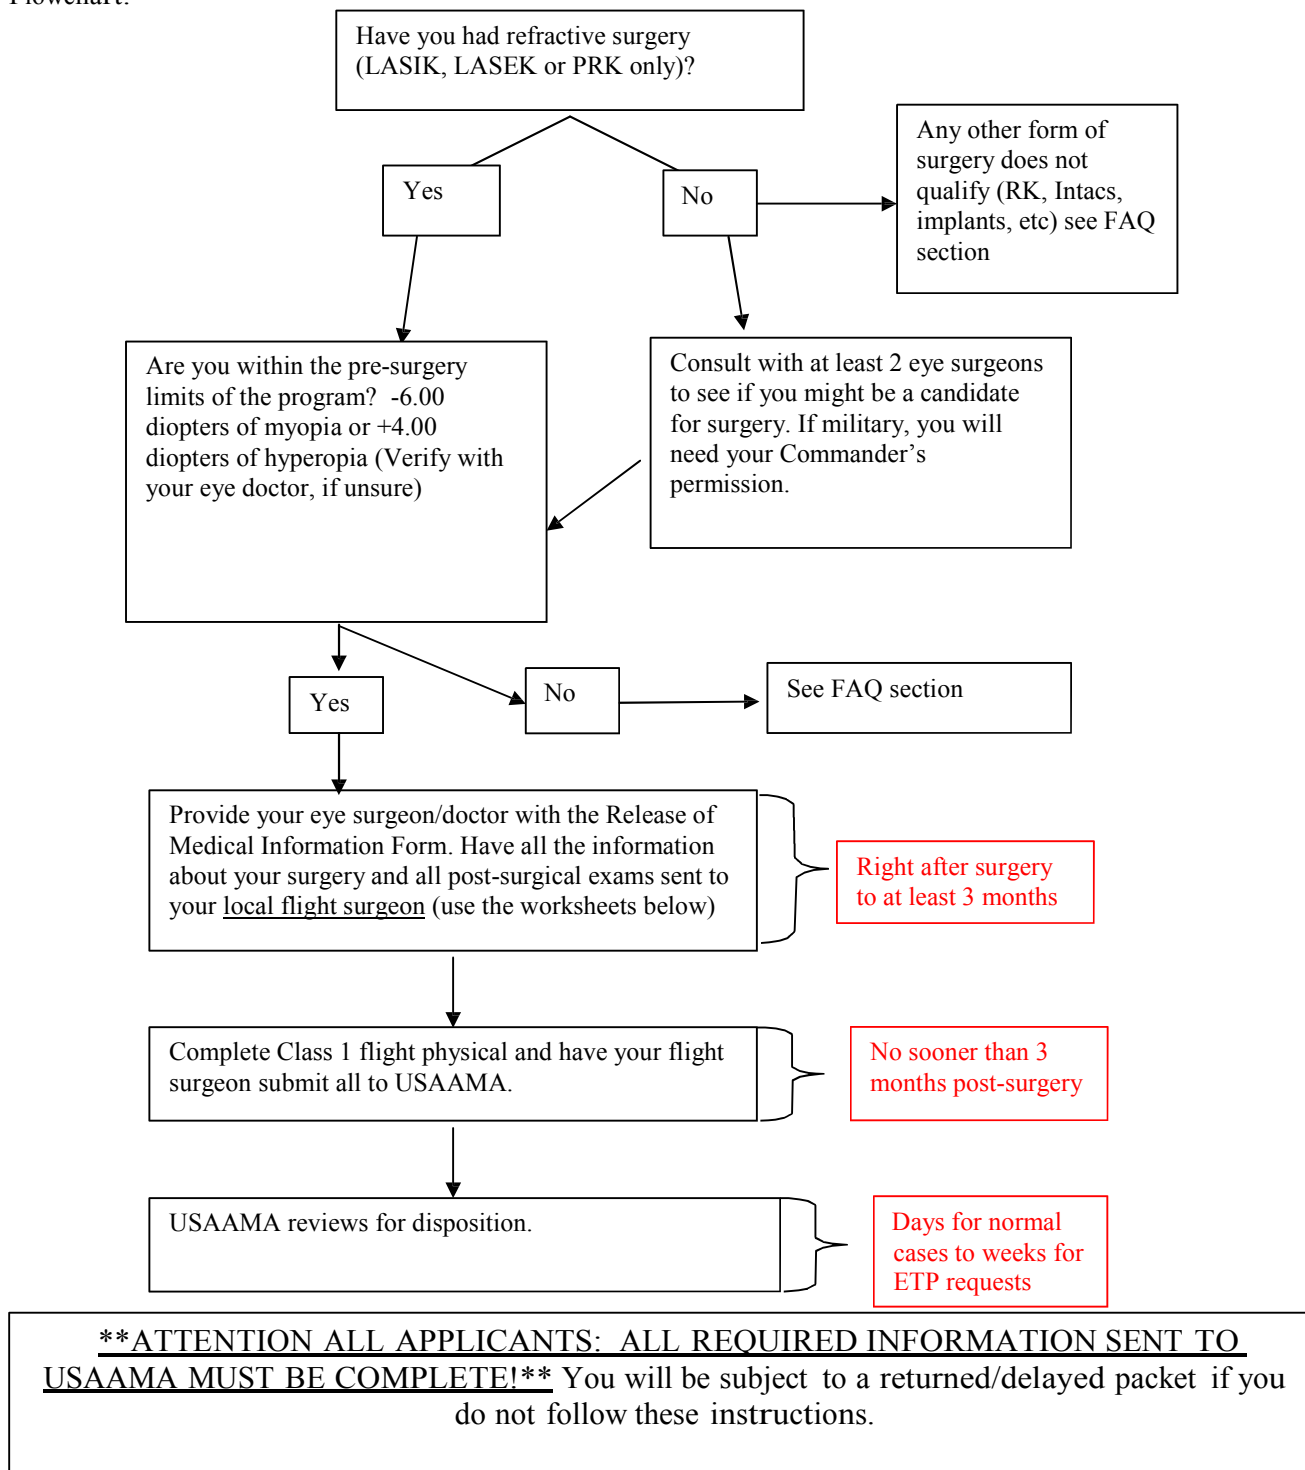 Flowchart:
Have you had refractive surgery
(LASIK, LASEK or PRK only)?
Any other form of
surgery does not
qualify (RK, Intacs,
implants, etc) see FAQ
section
Yes
No
Are you within the pre-surgery
limits of the program?  -6.00
diopters of myopia or +4.00
diopters of hyperopia (Verify with
your eye doctor, if unsure)
Consult with at least 2 eye surgeons
to see if you might be a candidate
for surgery. If military, you will
need your Commander's
permission.
Yes
No
See FAQ section
Provide your eye surgeon/doctor with the Release of
Medical Information Form. Have all the information
about your surgery and all post-surgical exams sent to
your local flight surgeon (use the worksheets below)
Right after surgery
to at least 3 months
Complete Class 1 flight physical and have your flight
surgeon submit all to USAAMA.
No sooner than 3
months post-surgery
USAAMA reviews for disposition.
Days for normal
cases to weeks for
ETP requests
**ATTENTION ALL APPLICANTS:  ALL REQUIRED INFORMATION SENT TO
USAAMA MUST BE COMPLETE!** You will be subject to a returned/delayed packet if you
do not follow these instructions.